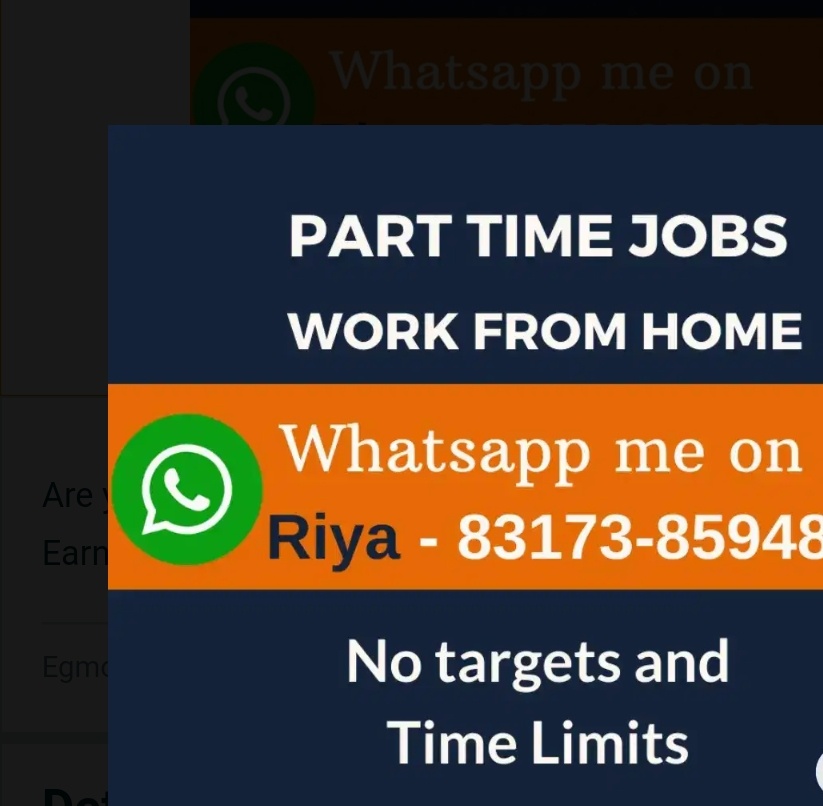 Whatsapp me on
PART TIME JOBS
WORK FROM HOME
Whatsapp me on
Riya - 83173-85948
No targets and
Time Limits
Are
Earn
Egmo